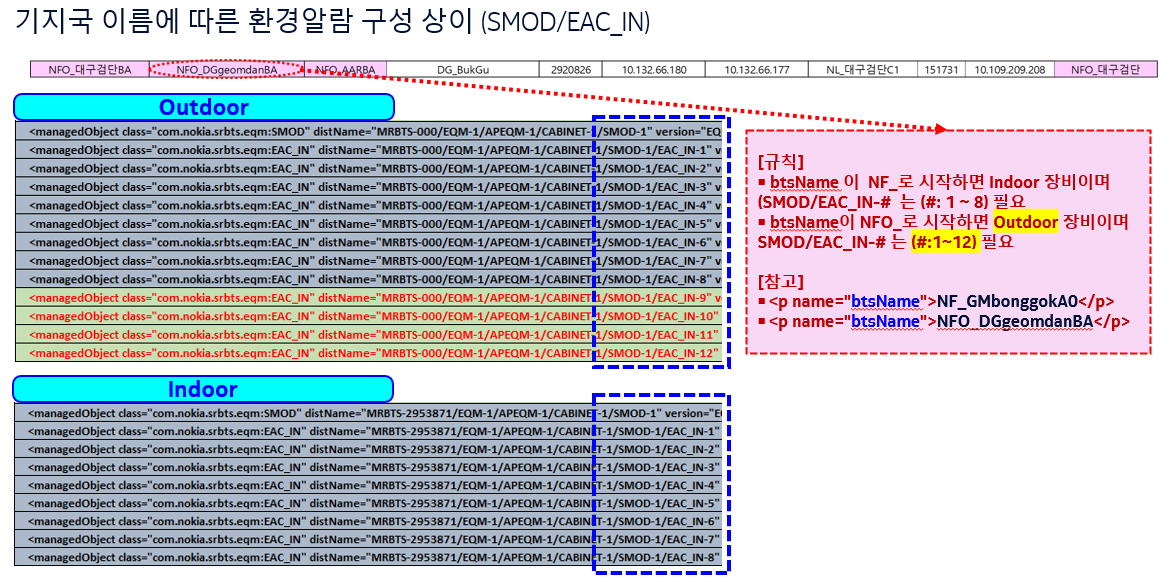 기지국 이름에 따른 환경알람 구성 상이 (SMOD/EAC_IN)
NFO_대구검단BA NFO_DGgeomdanBA NFO_AARBA DG_BukGu 2920826 10.132.66.180 10.132.66.177 NL_대구검단C1 151731 10.109.209.208 NFO_대구검단
Outdoor
<managedObject class="com.nokia.srbts.eqm:SMOD" distName="MRBTS-000/EQM-1/APEQM-1/CABINET-1/SMOD-1" version="EQ
<managedObject class="com.nokia.srbts.eqm:EAC_IN" distName="MRBTS-000/EQM-1/APEQM-1/CABINET-1/SMOD-1/EAC_IN-1" v
<managedObject class="com.nokia.srbts.eqm:EAC_IN" distName="MRBTS-000/EQM-1/APEQM-1/CABINET-1/SMOD-1/EAC_IN-2" v
<managedObject class="com.nokia.srbts.eqm:EAC_IN" distName="MRBTS-000/EQM-1/APEQM-1/CABINET-1/SMOD-1/EAC_IN-3" v
<managedObject class="com.nokia.srbts.eqm:EAC_IN" distName="MRBTS-000/EQM-1/APEQM-1/CABINET-1/SMOD-1/EAC_IN-4" v
<managedObject class="com.nokia.srbts.eqm:EAC_IN" distName="MRBTS-000/EQM-1/APEQM-1/CABINET-1/SMOD-1/EAC_IN-5" v
<managedObject class="com.nokia.srbts.eqm:EAC_IN" distName="MRBTS-000/EQM-1/APEQM-1/CABINET-1/SMOD-1/EAC_IN-6" v
<managedObject class="com.nokia.srbts.eqm:EAC_IN" distName="MRBTS-000/EQM-1/APEQM-1/CABINET-1/SMOD-1/EAC_IN-7" v
<managedObject class="com.nokia.srbts.eqm:EAC_IN" distName="MRBTS-000/EQM-1/APEQM-1/CABINET-1/SMOD-1/EAC_IN-8" v
<managedObject class="com.nokia.srbts.eqm:EAC_IN" distName="MRBTS-000/EQM-1/APEQM-1/CABINET-1/SMOD-1/EAC_IN-9" v
<managedObject class="com.nokia.srbts.eqm:EAC_IN" distName="MRBTS-000/EQM-1/APEQM-1/CABINET-1/SMOD-1/EAC_IN-10"
<managedObject class="com.nokia.srbts.eqm:EAC_IN" distName="MRBTS-000/EQM-1/APEQM-1/CABINET-1/SMOD-1/EAC_IN-11"
<managedObject class="com.nokia.srbts.eqm:EAC_IN" distName="MRBTS-000/EQM-1/APEQM-1/CABINET-1/SMOD-1/EAC_IN-12"
[규칙]
▪ btsName 이 NF_로 시작하면 Indoor 장비이며
(SMOD/EAC_IN-# 는 (#: 1 ~ 8) 필요
▪ btsName이 NFO_로 시작하면 Outdoor 장비이며
SMOD/EAC_IN-# 는 (#:1~12) 필요
[참고]
▪ <p name="btsName">NF_GMbonggokA0</p>
▪ <p name="btsName">NFO_DGgeomdanBA</p>
Indoor
<managedObject class="com.nokia.srbts.eqm:SMOD" distName="MRBTS-2953871/EQM-1/APEQM-1/CABINET-1/SMOD-1" version="E
<managedObject class="com.nokia.srbts.eqm:EAC_IN" distName="MRBTS-2953871/EQM-1/APEQM-1/CABINET-1/SMOD-1/EAC_IN-1"
<managedObject class="com.nokia.srbts.eqm:EAC_IN" distName="MRBTS-2953871/EQM-1/APEQM-1/CABINET-1/SMOD-1/EAC_IN-2"
<managedObject class="com.nokia.srbts.eqm:EAC_IN" distName="MRBTS-2953871/EQM-1/APEQM-1/CABINET-1/SMOD-1/EAC_IN-3"
<managedObject class="com.nokia.srbts.eqm:EAC_IN" distName="MRBTS-2953871/EQM-1/APEQM-1/CABINET-1/SMOD-1/EAC_IN-4"
<managedObject class="com.nokia.srbts.eqm:EAC_IN" distName="MRBTS-2953871/EQM-1/APEQM-1/CABINET-1/SMOD-1/EAC_IN-5"
<managedObject class="com.nokia.srbts.eqm:EAC_IN" distName="MRBTS-2953871/EQM-1/APEQM-1/CABINET-1/SMOD-1/EAC_IN-6"
<managedObject class="com.nokia.srbts.eqm:EAC_IN" distName="MRBTS-2953871/EQM-1/APEQM-1/CABINET-1/SMOD-1/EAC_IN-7"
<managedObject class="com.nokia.srbts.eqm:EAC_IN" distName="MRBTS-2953871/EQM-1/APEQM-1/CABINET-1/SMOD-1/EAC_IN-8"